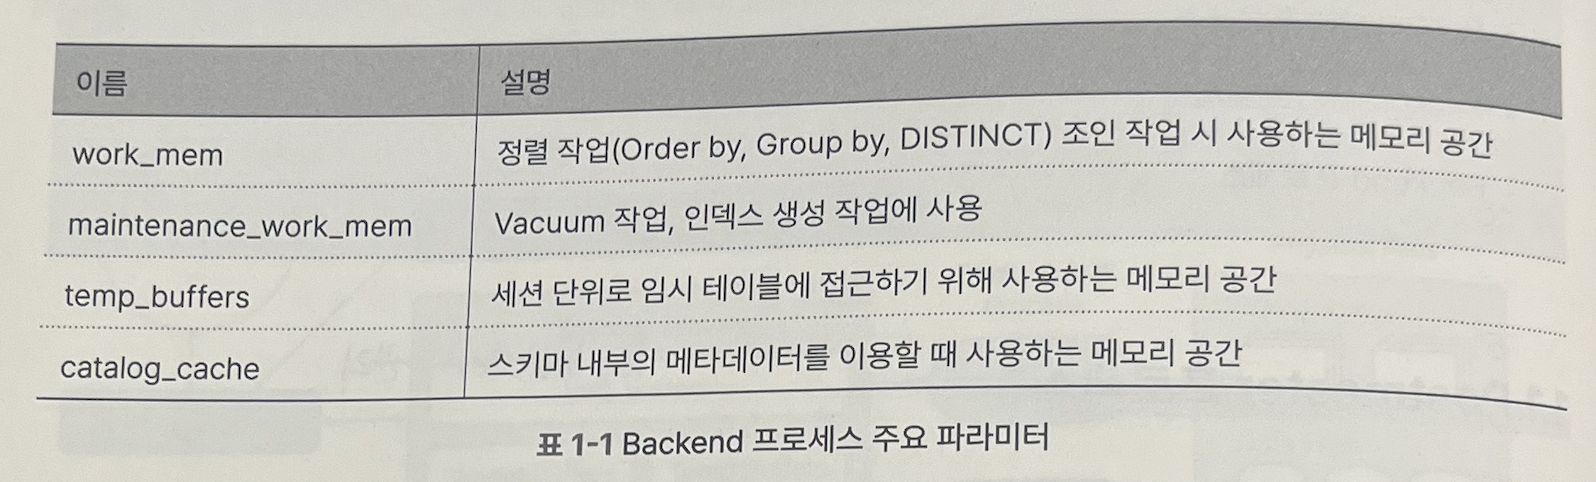 이름 설명
work_mem 정렬 작업(Order by, Group by, DISTINCT) 조인 작업 시 사용하는 메모리 공간
maintenance_work_mem Vacuum 작업, 인덱스 생성 작업에 사용
temp_buffers 세션 단위로 임시 테이블에 접근하기 위해 사용하는 메모리 공간
catalog_cache 스키마 내부의 메타데이터를 이용할 때 사용하는 메모리 공간
표 1-1 Backend 프로세스 주요 파라미터